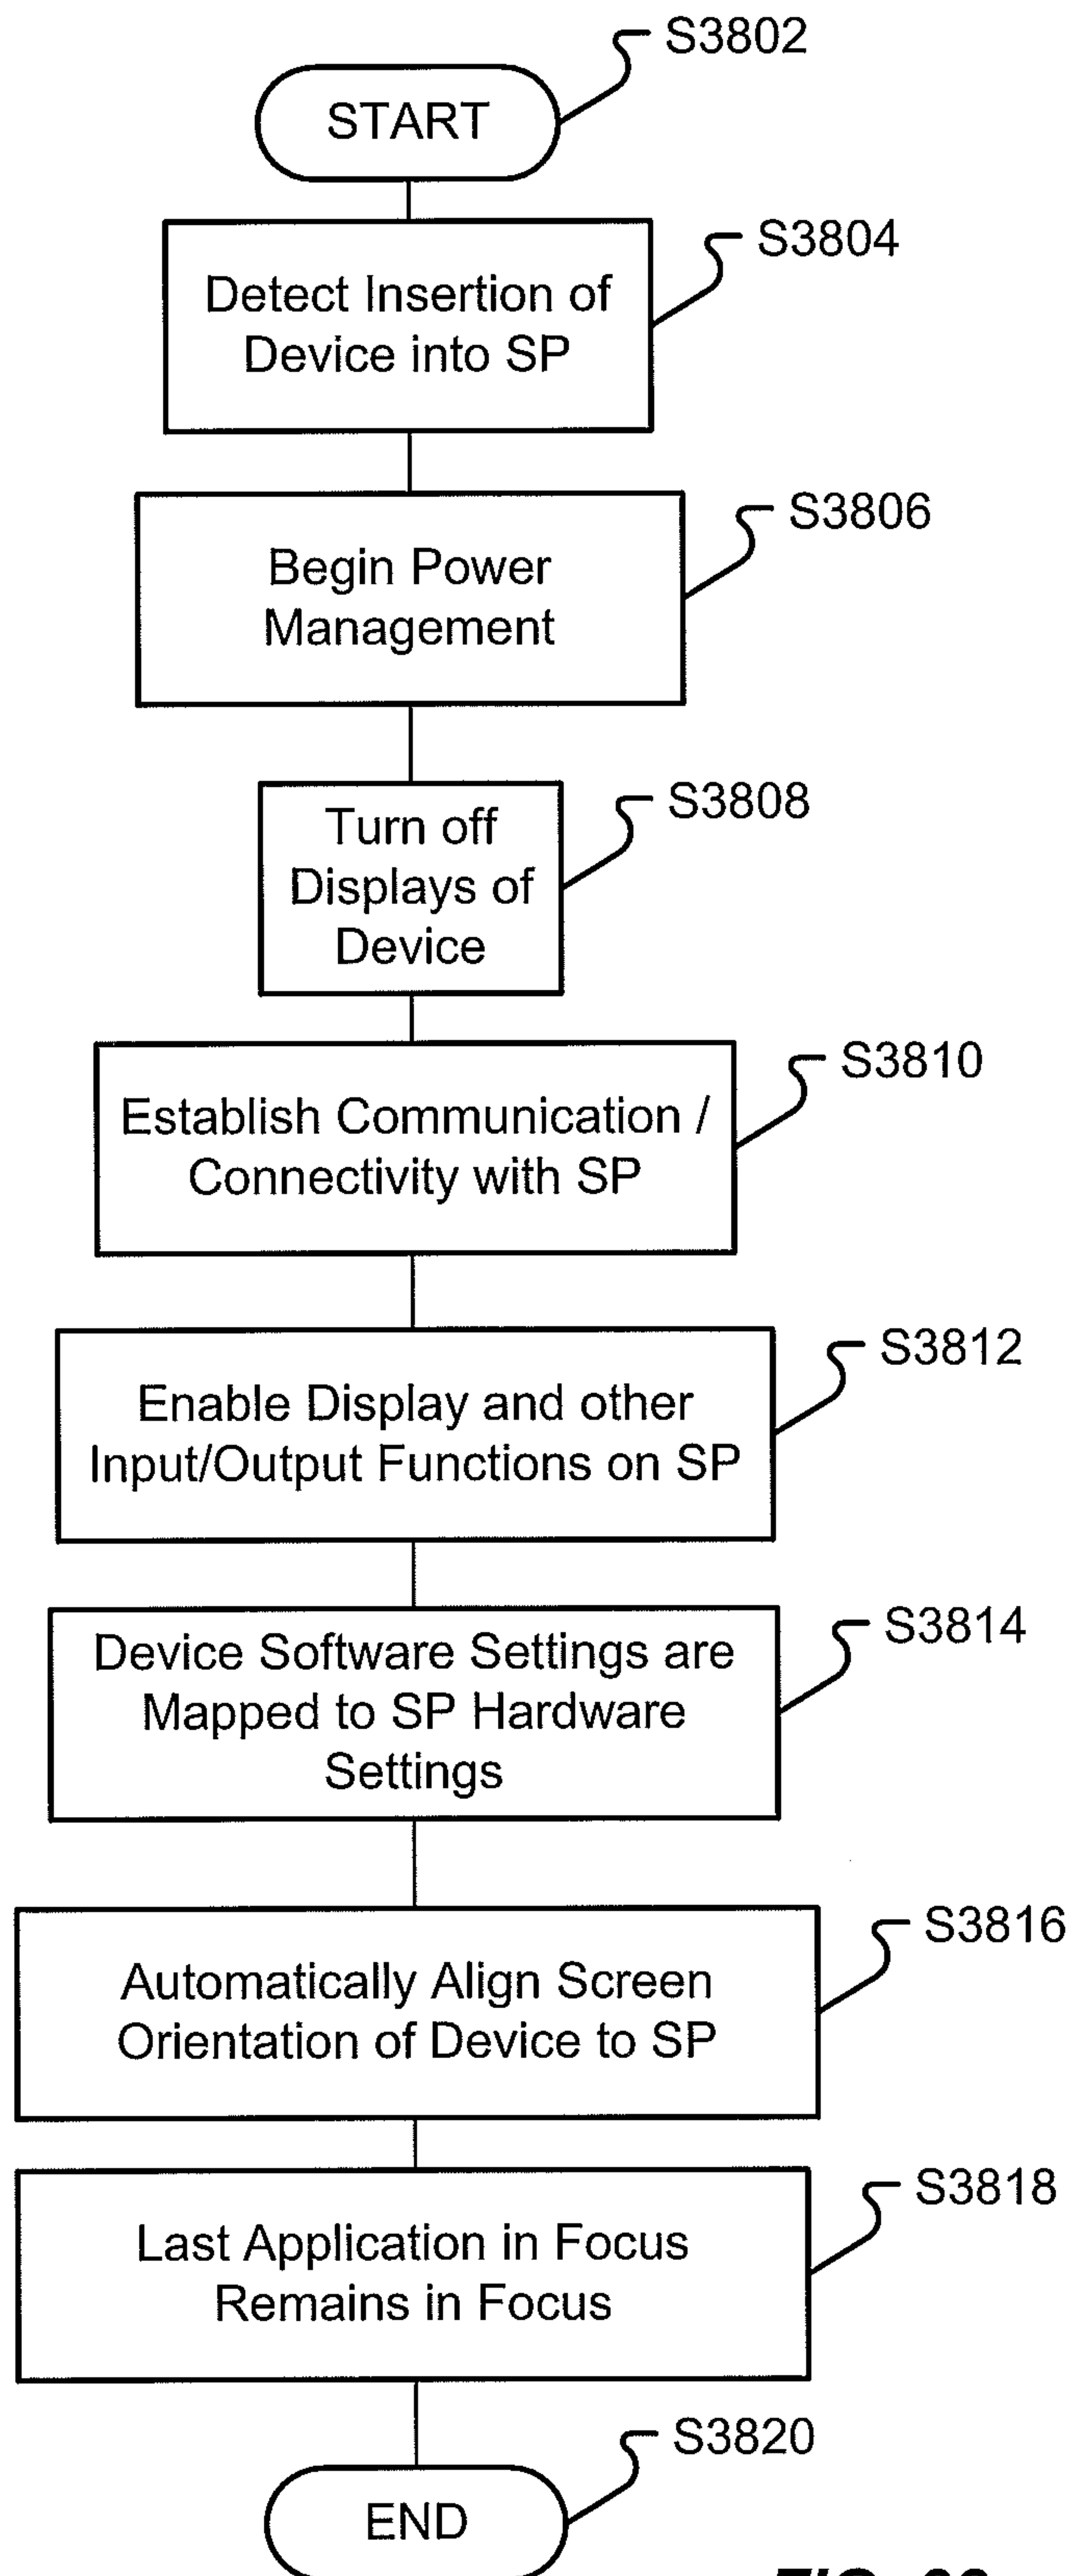 S3802
START
S3804
Detect Insertion of
Device into SP
S3806
Begin Power
Management
S3808
Turn off
Displays of
Device
S3810
Establish Communication /
Connectivity with SP
S3812
Enable Display and other
Input/Output Functions on SP
S3814
Device Software Settings are
Mapped to SP Hardware
Settings
S3816
Automatically Align Screen
Orientation of Device to SP
S3818
Last Application in Focus
Remains in Focus
S3820
END